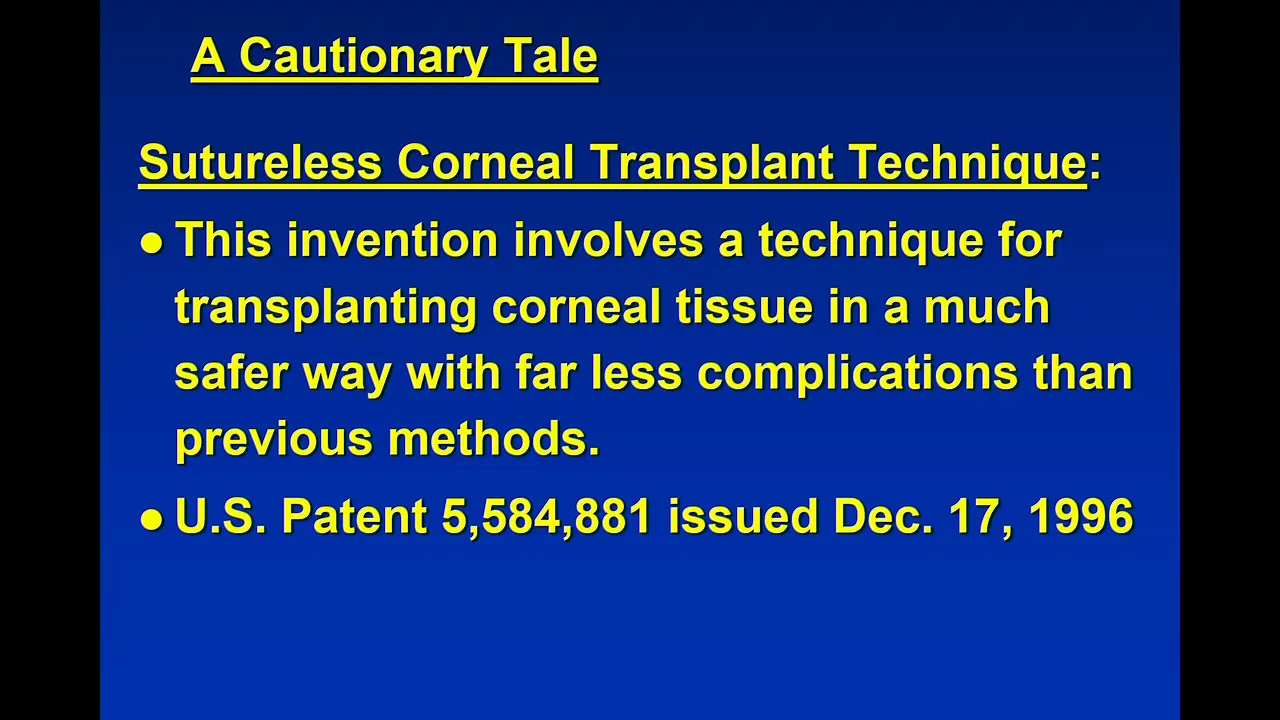 A Cautionary Tale
Sutureless Corneal Transplant Technique:
● This invention involves a technique for
transplanting corneal tissue in a much
safer way with far less complications than
previous methods.
● U.S. Patent 5,584,881 issued Dec. 17, 1996